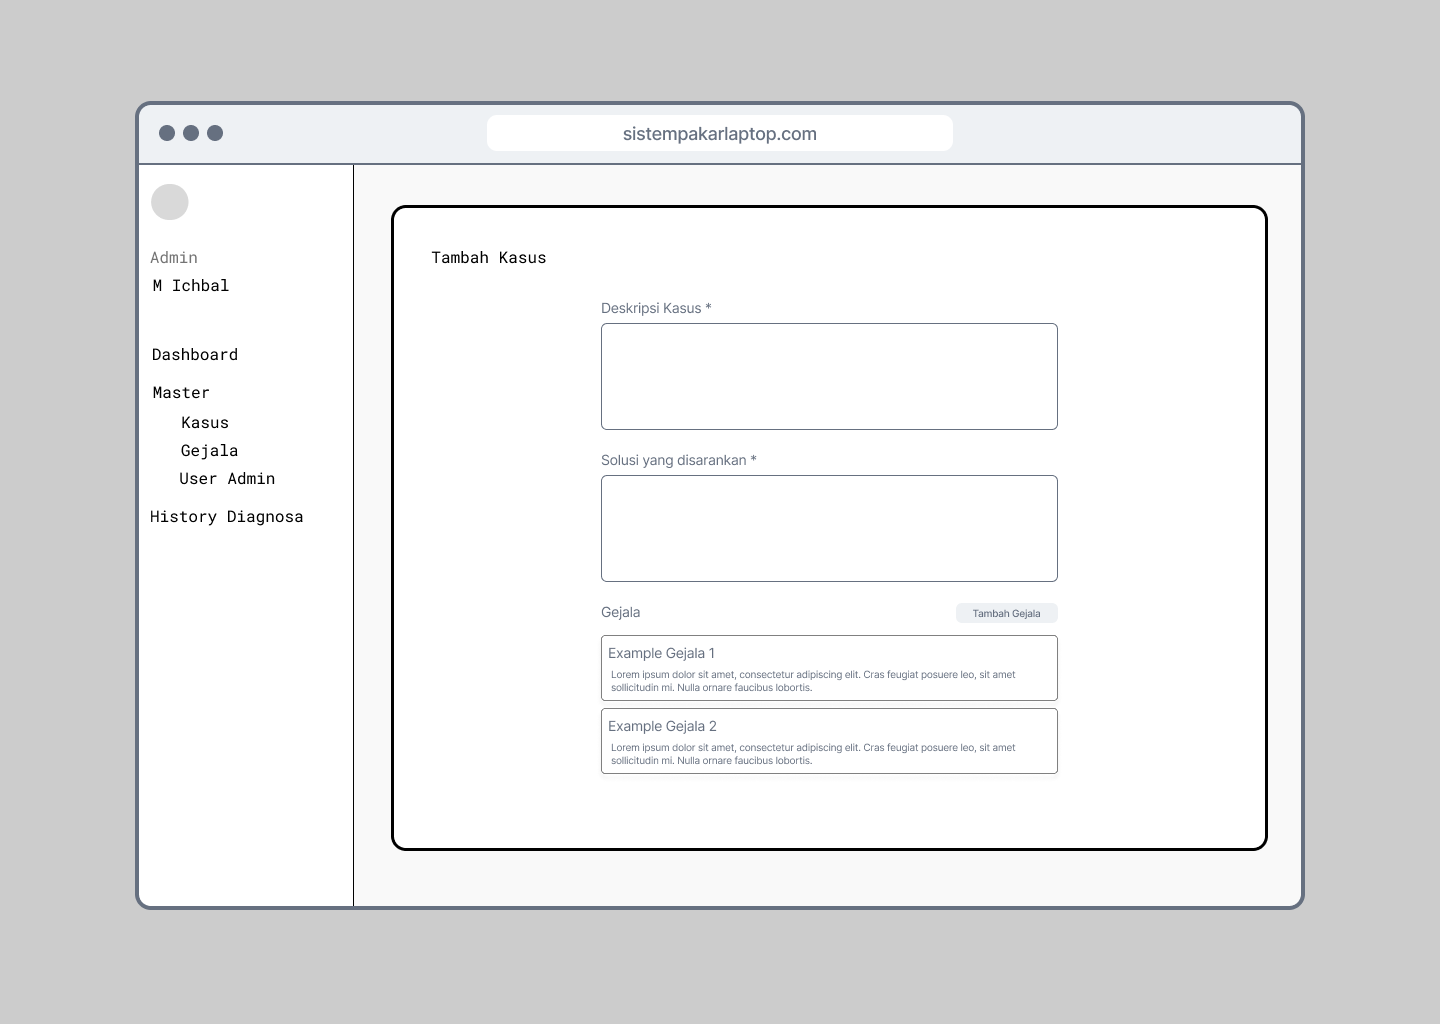 sistempakarlaptop.com
Admin
M Ichbal
Dashboard
Master
Kasus
Gejala
User Admin
History Diagnosa
Tambah Kasus
Deskripsi Kasus *
Solusi yang disarankan *
Gejala
Tambah Gejala
Example Gejala 1
Lorem ipsum dolor sit amet, consectetur adipiscing elit. Cras feugiat posuere leo, sit amet
sollicitudin mi. Nulla ornare faucibus lobortis.
Example Gejala 2
Lorem ipsum dolor sit amet, consectetur adipiscing elit. Cras feugiat posuere leo, sit amet
sollicitudin mi. Nulla ornare faucibus lobortis.